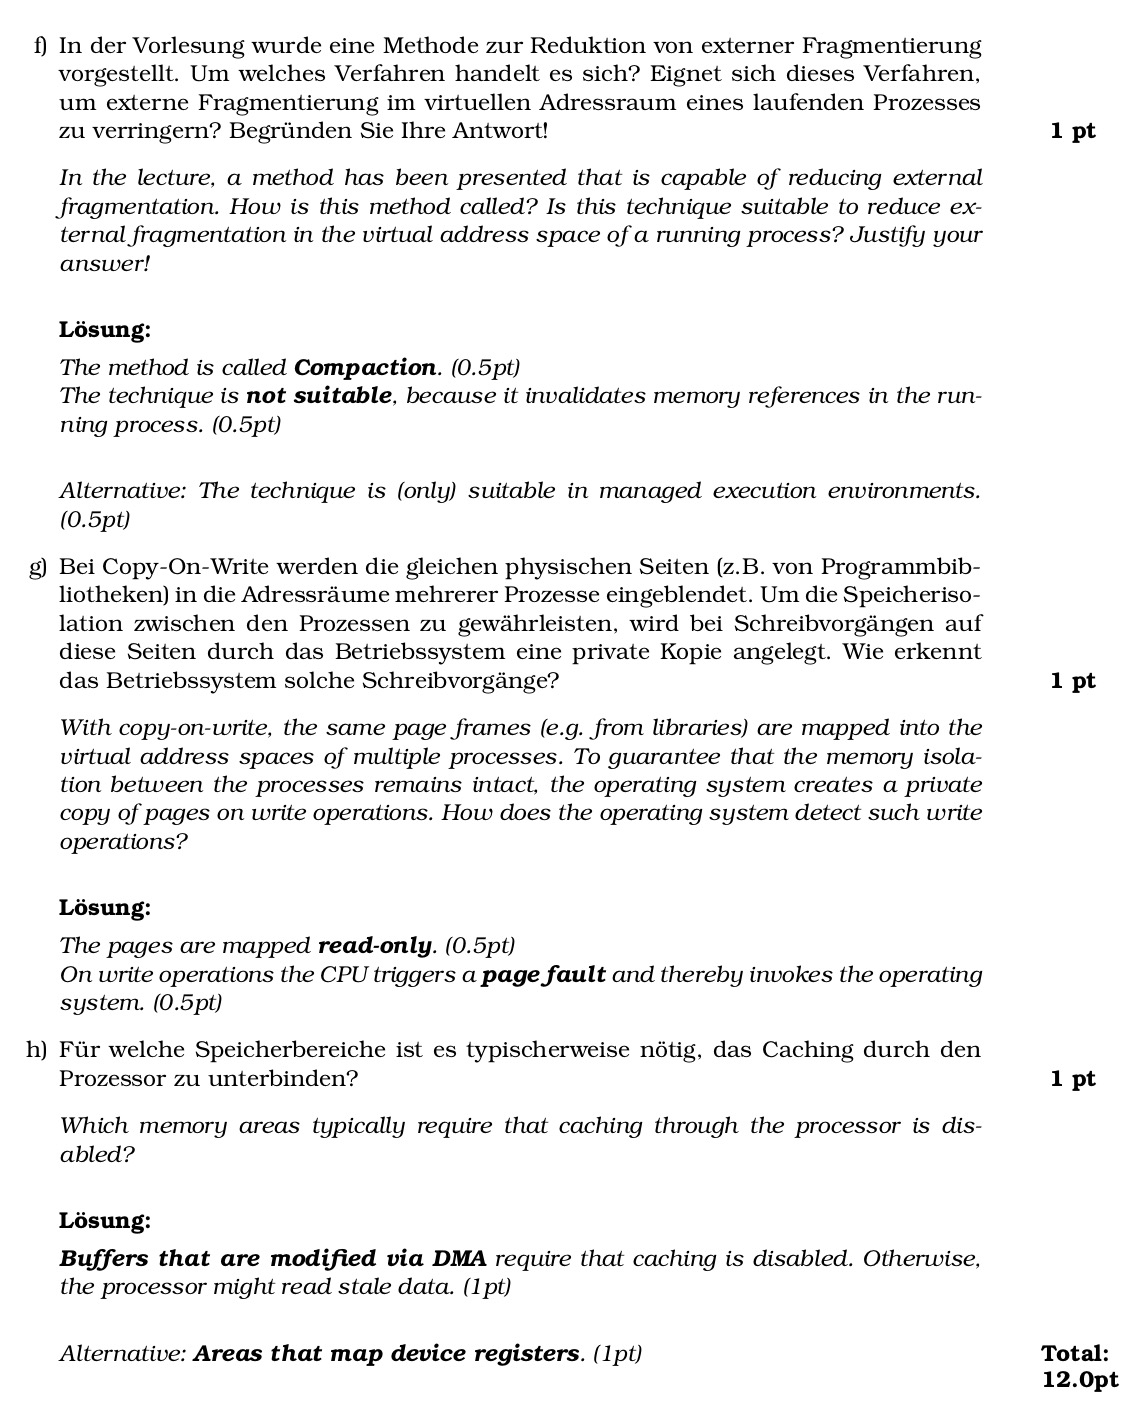 f) In der Vorlesung wurde eine Methode zur Reduktion von externer Fragmentierung
vorgestellt. Um welches Verfahren handelt es sich? Eignet sich dieses Verfahren,
um externe Fragmentierung im virtuellen Adressraum eines laufenden Prozesses
zu verringern? Begründen Sie Ihre Antwort! 1 pt
In the lecture, a method has been presented that is capable of reducing external
fragmentation. How is this method called? Is this technique suitable to reduce ex-
ternal fragmentation in the virtual address space of a running process? Justify your
answer!
Lösung:
The method is called Compaction. (0.5pt)
The technique is not suitable, because it invalidates memory references in the run-
ning process. (0.5pt)
Alternative: The technique is (only) suitable in managed execution environments.
(0.5pt)
g) Bei Copy-On-Write werden die gleichen physischen Seiten (z.B. von Programmbib-
liotheken) in die Adressräume mehrerer Prozesse eingeblendet. Um die Speicheriso-
lation zwischen den Prozessen zu gewährleisten, wird bei Schreibvorgängen auf
diese Seiten durch das Betriebssystem eine private Kopie angelegt. Wie erkennt
das Betriebssystem solche Schreibvorgänge? 1 pt
With copy-on-write, the same page frames (e.g. from libraries) are mapped into the
virtual address spaces of multiple processes. To guarantee that the memory isola-
tion between the processes remains intact, the operating system creates a private
copy of pages on write operations. How does the operating system detect such write
operations?
Lösung:
The pages are mapped read-only. (0.5pt)
On write operations the CPU triggers a page fault and thereby invokes the operating
system. (0.5pt)
h) Für welche Speicherbereiche ist es typischerweise nötig, das Caching durch den
Prozessor zu unterbinden? 1 pt
Which memory areas typically require that caching through the processor is dis-
abled?
Lösung:
Buffers that are modified via DMA require that caching is disabled. Otherwise,
the processor might read stale data. (1pt)
Alternative: Areas that map device registers. (1pt) Total:
12.0pt